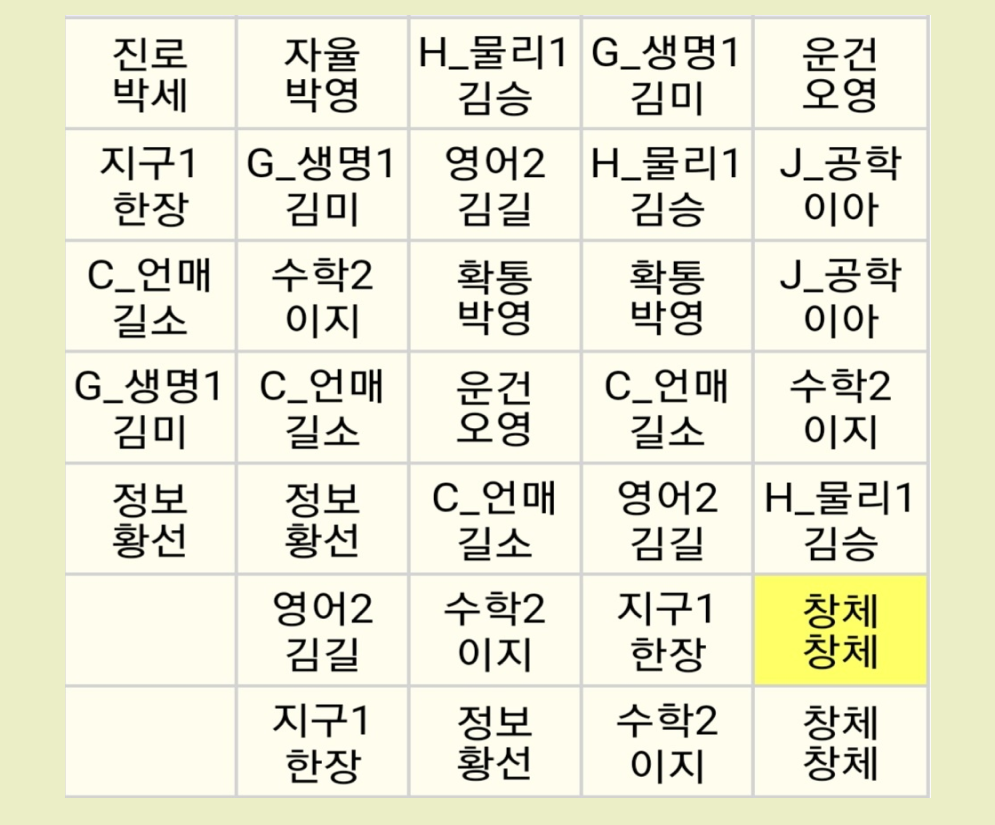 진로
박세
자율
박영
H_물리1
김승
G_생명1
김미
운건
오영
지구1
한장
G_생명1
김미
영어2
김길
H_물리1
김승
J_공학
이아
C_언매
길소
수학2
이지
확통
박영
확통
박영
J_공학
이아
G_생명1
김미
C_언매
길소
운건
오영
C_언매
길소
수학2
이지
정보
황선
정보
황선
C_언매
길소
영어2
김길
H_물리1
김승
영어2
김길
수학2
이지
지구1
한장
창체
창체
지구1
한장
정보
황선
수학2
이지
창체
창체